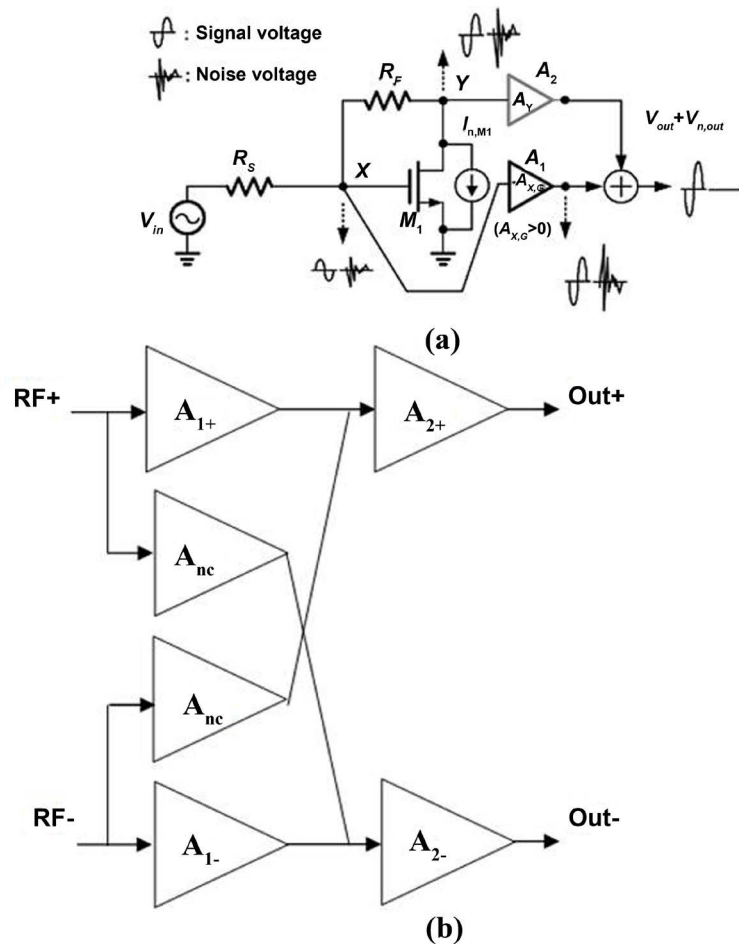 : Signal voltage
: Noise voltage
R_F
Y
A_2
A_Y
V_out+V_n,out
I_n,M1
R_S
X
A_1
-A_X,G
V_in
M_1
(A_X,G>0)
(a)
RF+
A_1+
A_2+
Out+
A_nc
A_nc
RF-
A_1-
A_2-
Out-
(b)